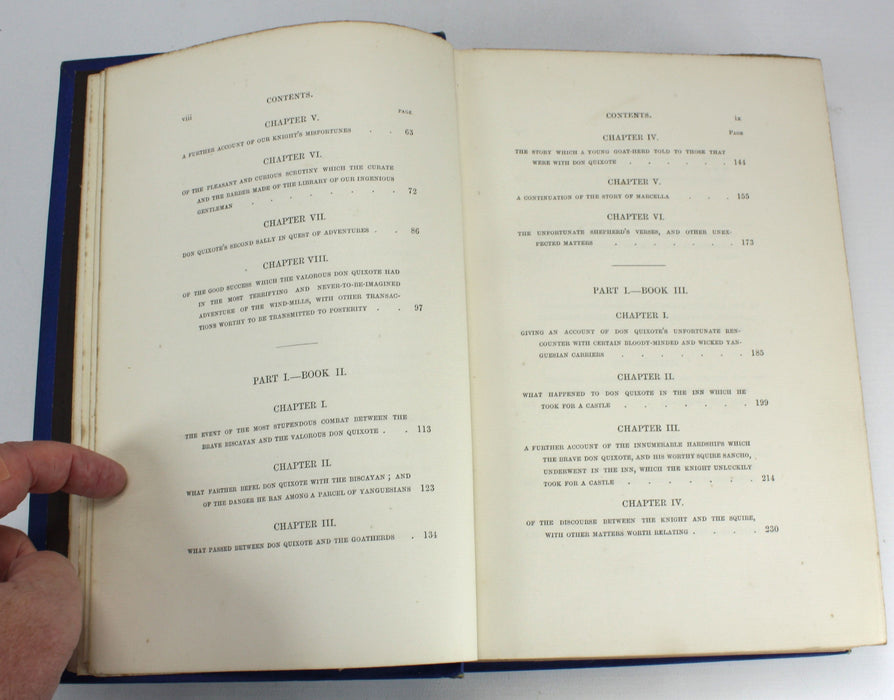 viii
CONTENTS.
PAGE
CHAPTER V.
A FURTHER ACCOUNT OF OUR KNIGHT'S MISFORTUNES . . 63
CHAPTER VI.
OF THE PLEASANT AND CURIOUS SCRUTINY WHICH THE CURATE
AND THE BARBER MADE OF THE LIBRARY OF OUR INGENIOUS
GENTLEMAN . . . . . . . . 72
CHAPTER VII.
DON QUIXOTE'S SECOND SALLY IN QUEST OF ADVENTURES . . 86
CHAPTER VIII.
OF THE GOOD SUCCESS WHICH THE VALOROUS DON QUIXOTE HAD
IN THE MOST TERRIFYING AND NEVER-TO-BE-IMAGINED
ADVENTURE OF THE WIND-MILLS, WITH OTHER TRANSAC-
TIONS WORTHY TO BE TRANSMITTED TO POSTERITY . . 97
PART I.—BOOK II.
CHAPTER I.
THE EVENT OF THE MOST STUPENDOUS COMBAT BETWEEN THE
BRAVE BISCAYAN AND THE VALOROUS DON QUIXOTE . . 113
CHAPTER II.
WHAT FARTHER BEFEL DON QUIXOTE WITH THE BISCAYAN; AND
OF THE DANGER HE RAN AMONG A PARCEL OF YANGUESIANS 123
CHAPTER III.
WHAT PASSED BETWEEN DON QUIXOTE AND THE GOATHERDS . 134
CONTENTS.
ix
PAGE
CHAPTER IV.
THE STORY WHICH A YOUNG GOAT-HERD TOLD TO THOSE THAT
WERE WITH DON QUIXOTE . . . . . . 144
CHAPTER V.
A CONTINUATION OF THE STORY OF MARCELLA . . . 155
CHAPTER VI.
THE UNFORTUNATE SHEPHERD'S VERSES, AND OTHER UNEX-
PECTED MATTERS . . . . . . . 173
PART I.—BOOK III.
CHAPTER I.
GIVING AN ACCOUNT OF DON QUIXOTE'S UNFORTUNATE REN-
COUNTER WITH CERTAIN BLOODY-MINDED AND WICKED YAN-
GUESIAN CARRIERS . . . . . . . 185
CHAPTER II.
WHAT HAPPENED TO DON QUIXOTE IN THE INN WHICH HE
TOOK FOR A CASTLE . . . . . . . 199
CHAPTER III.
A FURTHER ACCOUNT OF THE INNUMERABLE HARDSHIPS WHICH
THE BRAVE DON QUIXOTE, AND HIS WORTHY SQUIRE SANCHO,
UNDERWENT IN THE INN, WHICH THE KNIGHT UNLUCKILY
TOOK FOR A CASTLE . . . . . . . 214
CHAPTER IV.
OF THE DISCOURSE BETWEEN THE KNIGHT AND THE SQUIRE,
WITH OTHER MATTERS WORTH RELATING . . . . 230